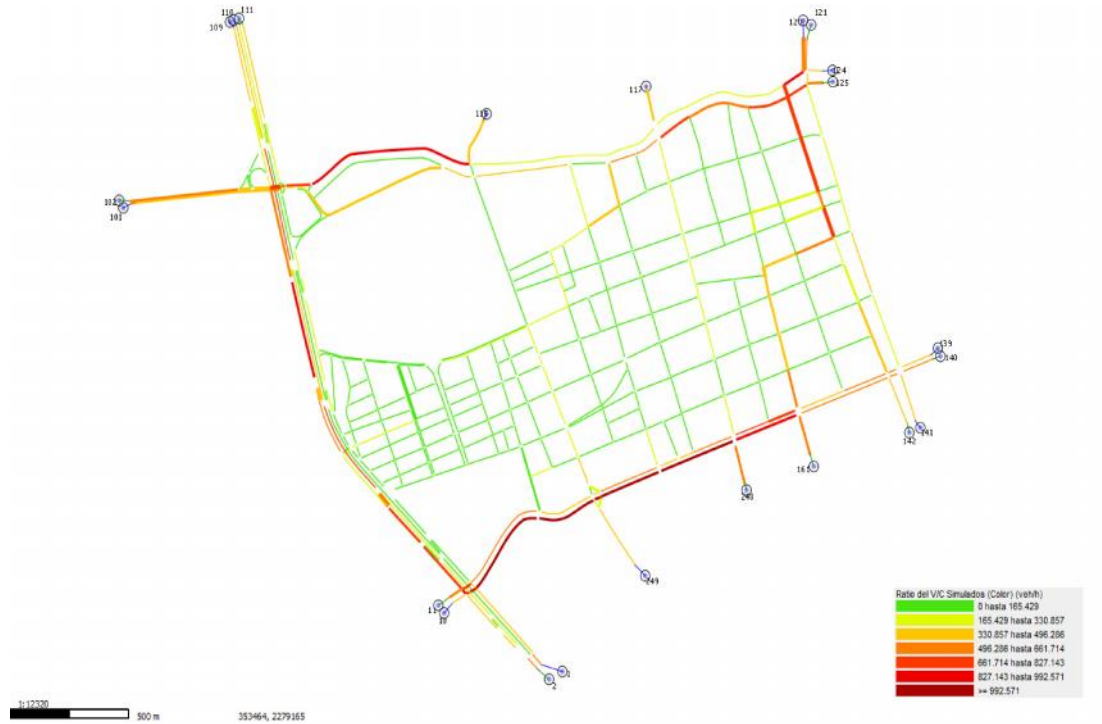 110 111
109
121
124
125
117
102
101
139
140
141
142
161
240
249
11
10
1
2
Ratio del V/C Simulados (Color) (veh/h)
0 hasta 165.429
165.429 hasta 330.857
330.857 hasta 496.286
496.286 hasta 661.714
661.714 hasta 827.143
827.143 hasta 992.571
>= 992.571
1:12320
500 m
353464, 2279165